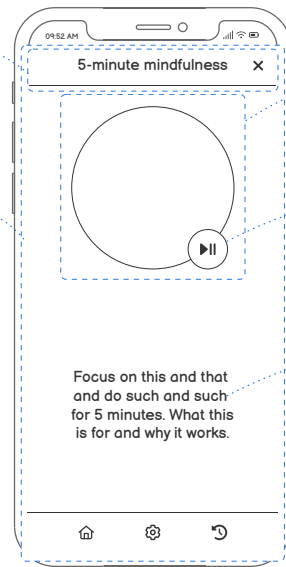 09:52 AM
5-minute mindfulness
Focus on this and that
and do such and such
for 5 minutes. What this
is for and why it works.